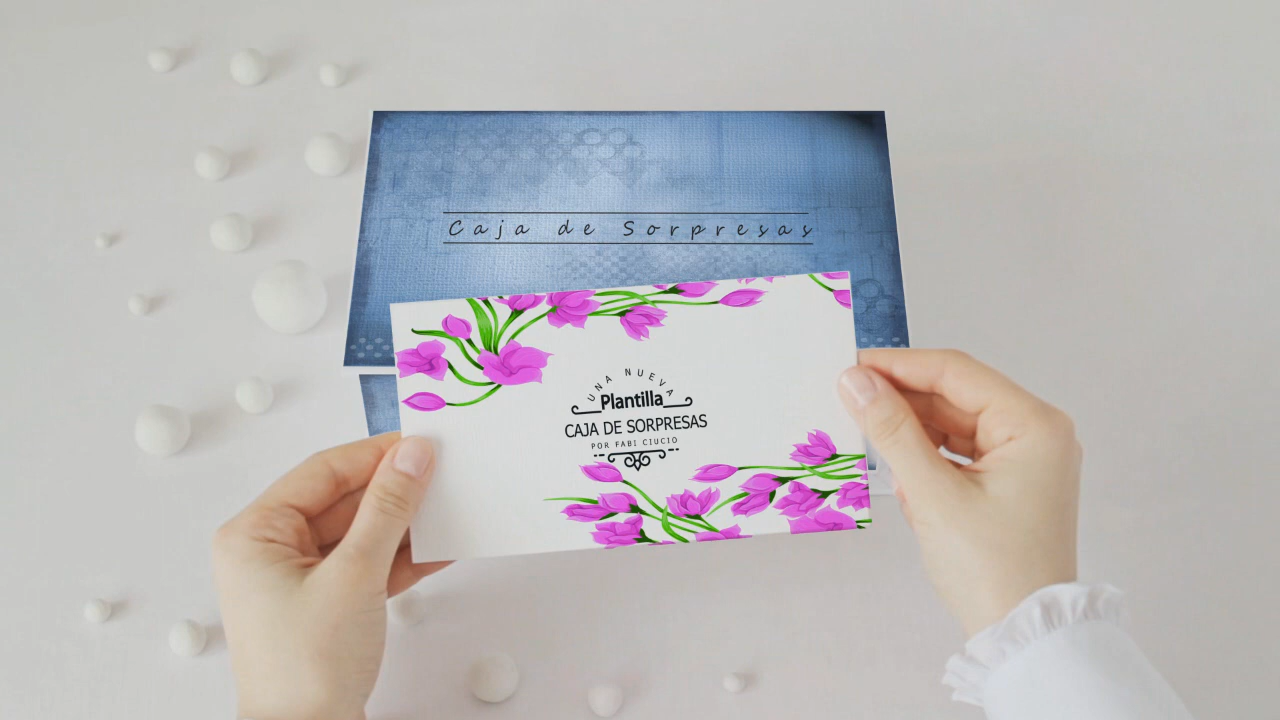 Caja de Sorpresas
UNA NUEVA
Plantilla
CAJA DE SORPRESAS
POR FABI CIUCIO